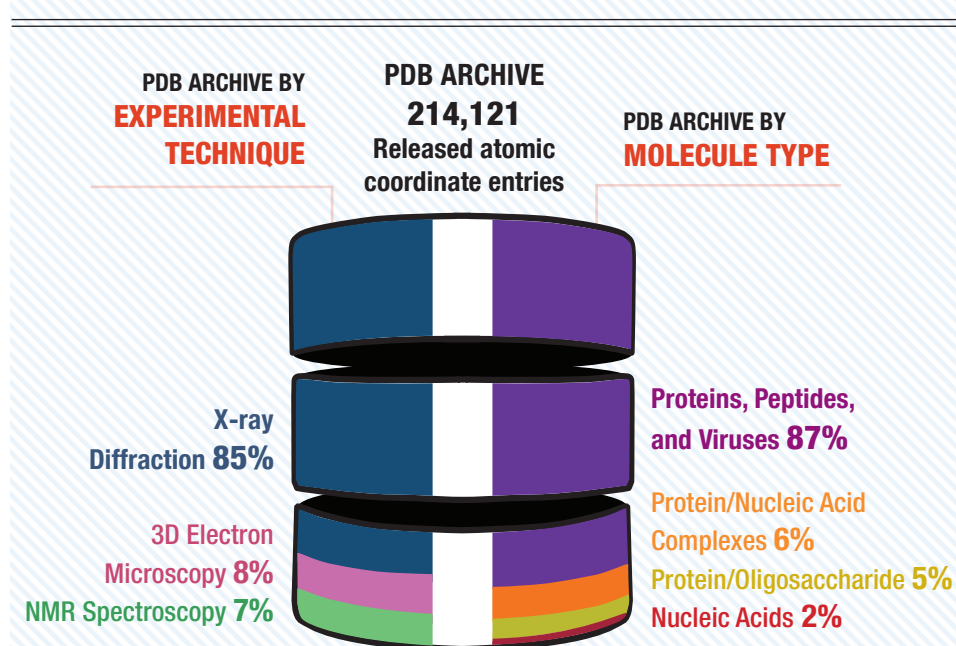 PDB ARCHIVE BY
EXPERIMENTAL
TECHNIQUE
PDB ARCHIVE
214,121
Released atomic
coordinate entries
PDB ARCHIVE BY
MOLECULE TYPE
X-ray
Diffraction 85%
3D Electron
Microscopy 8%
NMR Spectroscopy 7%
Proteins, Peptides,
and Viruses 87%
Protein/Nucleic Acid
Complexes 6%
Protein/Oligosaccharide 5%
Nucleic Acids 2%